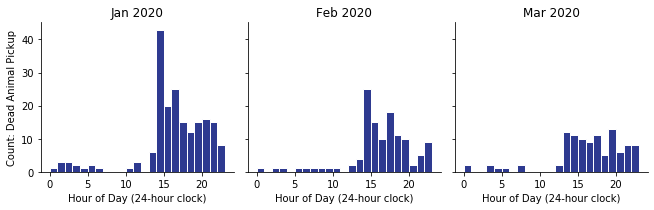 Jan 2020
Feb 2020
Mar 2020
Count: Dead Animal Pickup
40
30
20
10
0
0 5 10 15 20
0 5 10 15 20
0 5 10 15 20
Hour of Day (24-hour clock)
Hour of Day (24-hour clock)
Hour of Day (24-hour clock)